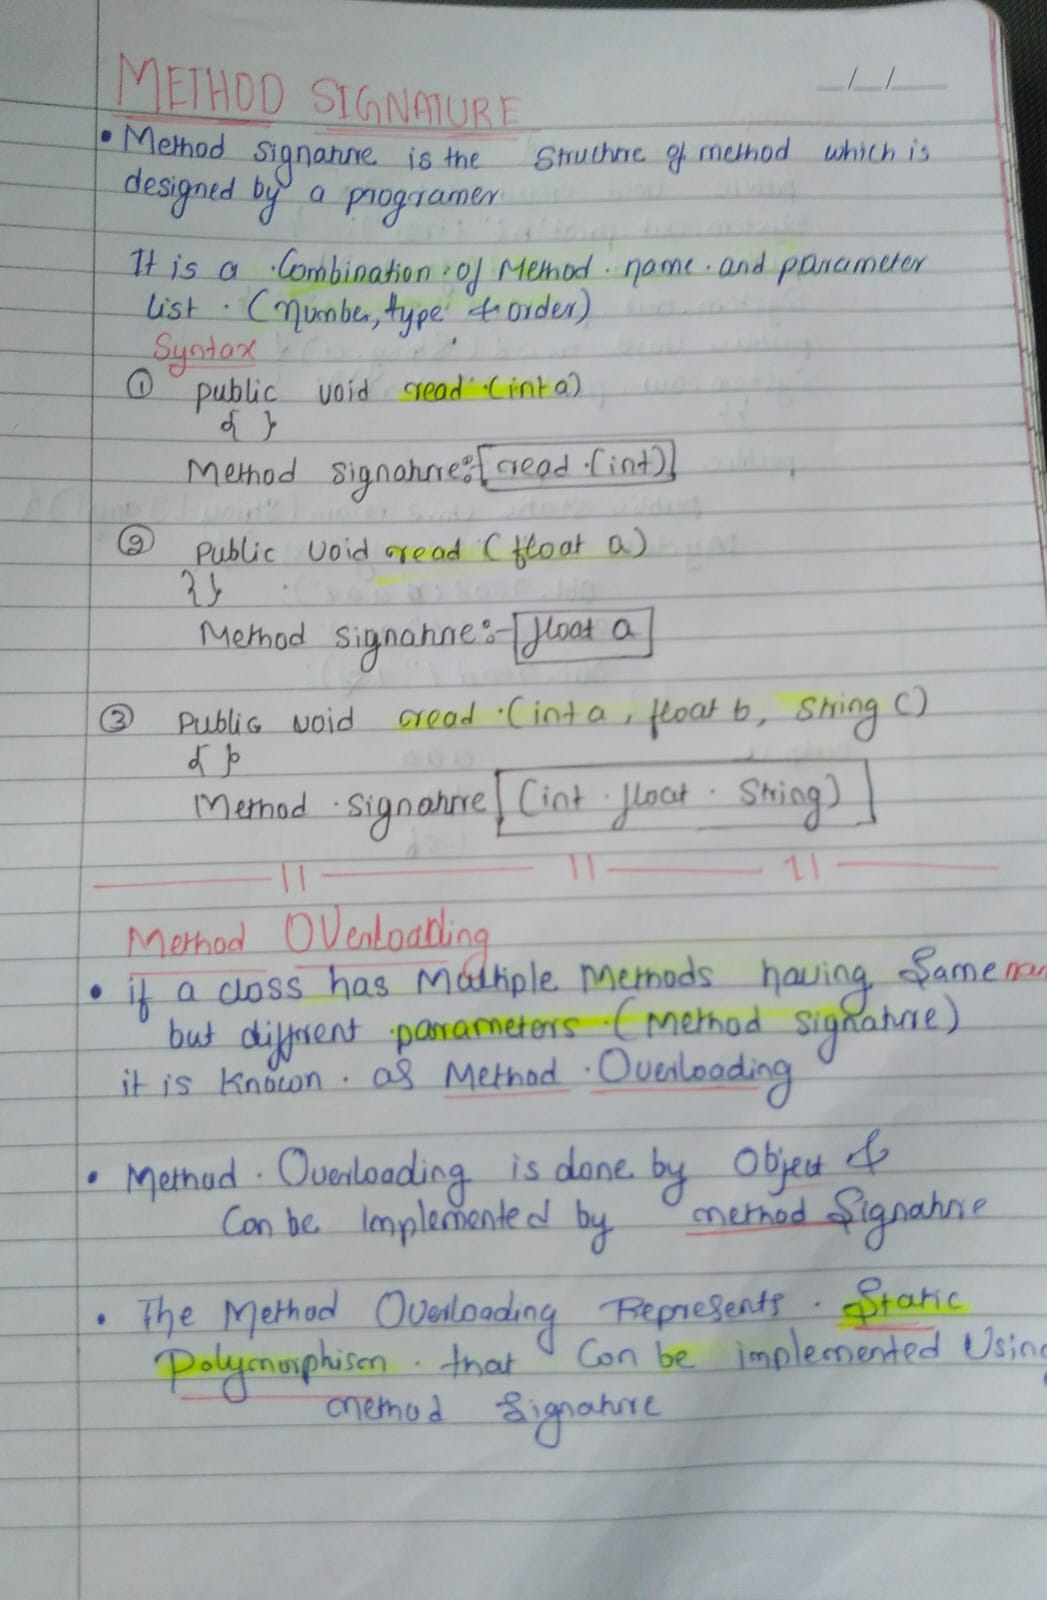 __/__/____
METHOD SIGNATURE
• Method signature is the structure of method which is
designed by a programer
It is a Combination of Method name and parameter
list (number, type & order)
Syntax
① public void read (int a)
{ }
Method signature:[read (int)]
② public void read (float a)
{ }
Method signature:-[float a]
③ public void read (int a, float b, String c)
{ }
Method signature [(int float String)]
—— || —— || —— || ——
Method Overloading
• if a class has Multiple Methods having same
but different parameters (Method signature)
it is Known as Method Overloading
• Method Overloading is done by Object &
Can be Implemented by method Signature
• The Method Overloading Represents Static
Polymorphism that Can be implemented Using
method Signature